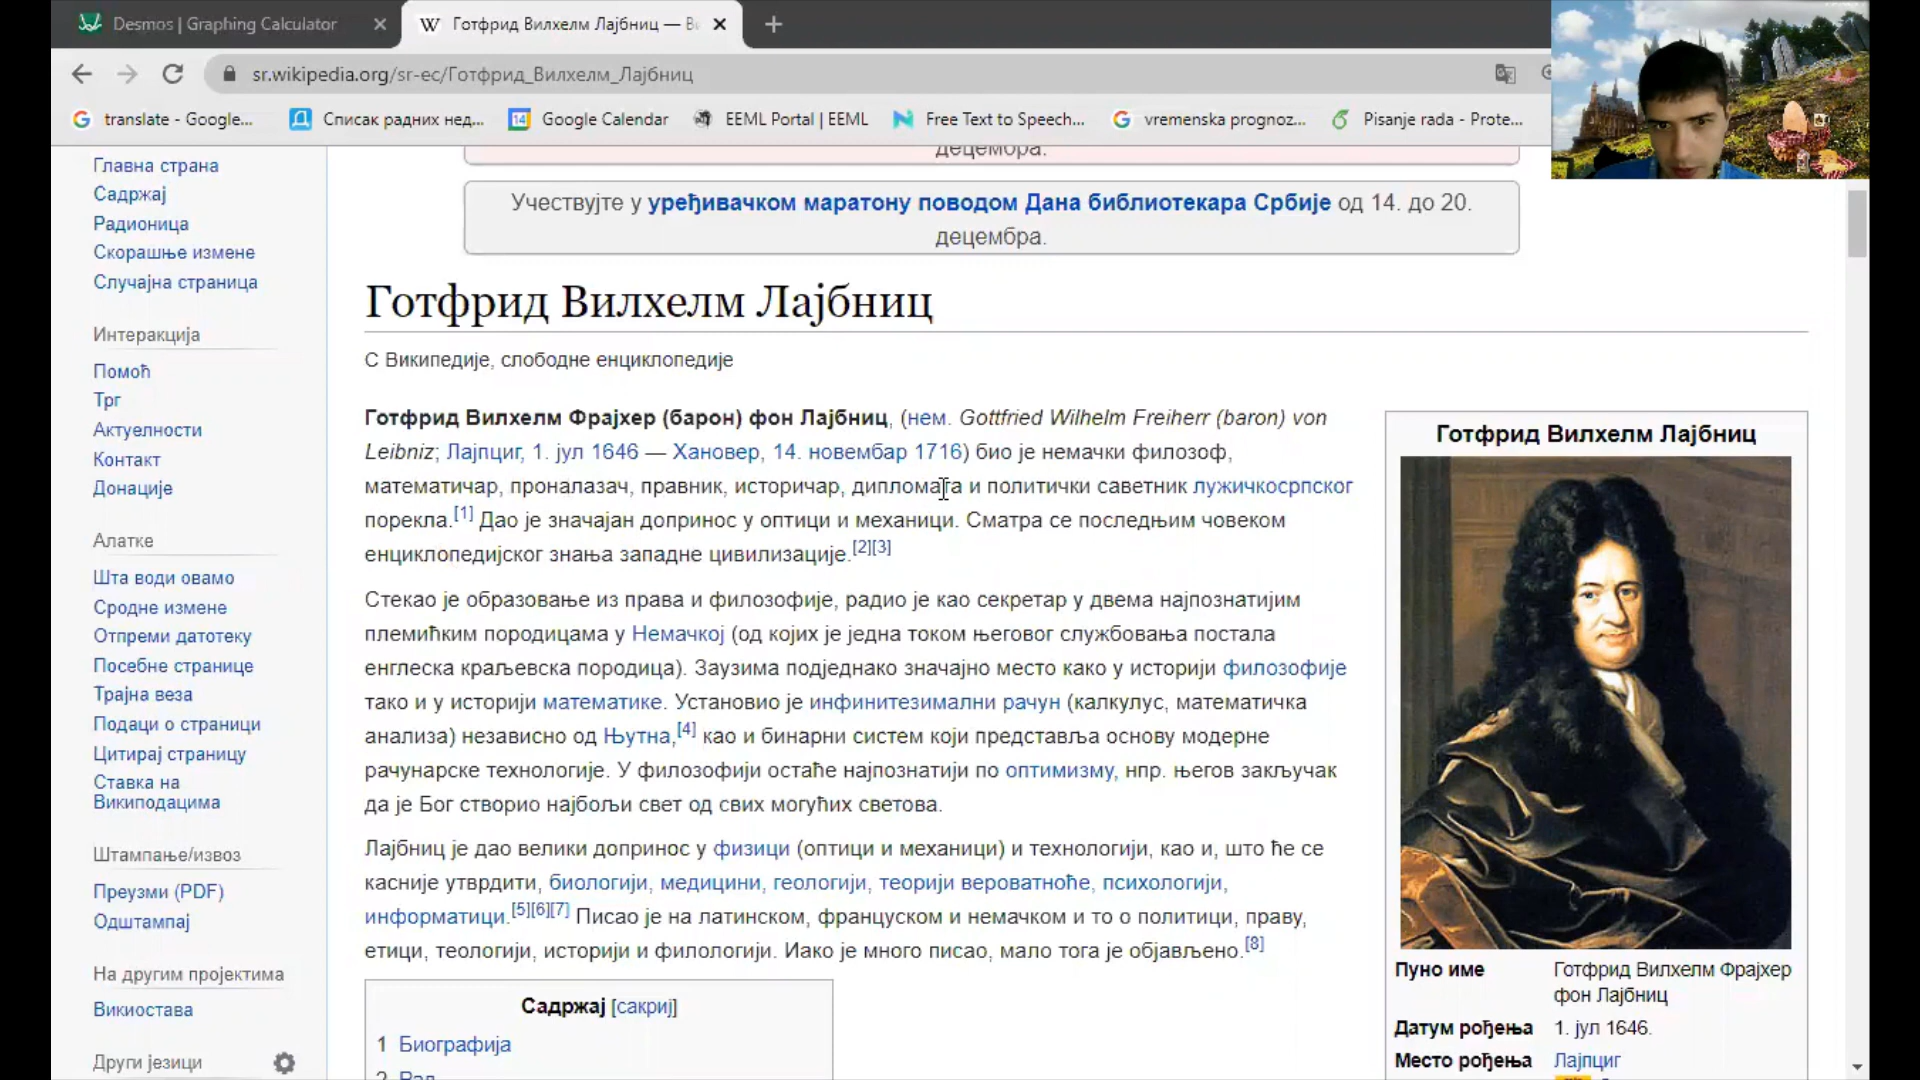 Desmos | Graphing Calculator
Готфрид Вилхелм Лајбниц — В
sr.wikipedia.org/sr-ec/Готфрид_Вилхелм_Лајбниц
translate - Google...
Списак радних нед...
14 Google Calendar
EEML Portal | EEML
Free Text to Speech...
vremenska prognoz...
Pisanje rada - Prote...
Главна страна
Садржај
Радионица
Скорашње измене
Случајна страница
Интеракција
Помоћ
Трг
Актуелности
Контакт
Донације
Алатке
Шта води овамо
Сродне измене
Отпреми датотеку
Посебне странице
Трајна веза
Подаци о страници
Цитирај страницу
Ставка на
Википодацима
Штампање/извоз
Преузми (PDF)
Одштампај
На другим пројектима
Викиостава
Други језици
децембра.
Учествујте у уређивачком маратону поводом Дана библиотекара Србије од 14. до 20.
децембра.
Готфрид Вилхелм Лајбниц
С Википедије, слободне енциклопедије
Готфрид Вилхелм Фрајхер (барон) фон Лајбниц, (нем. Gottfried Wilhelm Freiherr (baron) von
Leibniz; Лајпциг, 1. јул 1646 — Хановер, 14. новембар 1716) био је немачки филозоф,
математичар, проналазач, правник, историчар, дипломата и политички саветник лужичкосрпског
порекла.[1] Дао је значајан допринос у оптици и механици. Сматра се последњим човеком
енциклопедијског знања западне цивилизације.[2][3]
Стекао је образовање из права и филозофије, радио је као секретар у двема најпознатијим
племићким породицама у Немачкој (од којих је једна током његовог службовања постала
енглеска краљевска породица). Заузима подједнако значајно место како у историји филозофије
тако и у историји математике. Установио је инфинитезимални рачун (калкулус, математичка
анализа) независно од Њутна,[4] као и бинарни систем који представља основу модерне
рачунарске технологије. У филозофији остаће најпознатији по оптимизму, нпр. његов закључак
да је Бог створио најбољи свет од свих могућих светова.
Лајбниц је дао велики допринос у физици (оптици и механици) и технологији, као и, што ће се
касније утврдити, биологији, медицини, геологији, теорији вероватноће, психологији,
информатици.[5][6][7] Писао је на латинском, француском и немачком и то о политици, праву,
етици, теологији, историји и филологији. Иако је много писао, мало тога је објављено.[8]
Садржај [сакриј]
1 Биографија
2 Рад
Готфрид Вилхелм Лајбниц
Пуно име Готфрид Вилхелм Фрајхер
фон Лајбниц
Датум рођења 1. јул 1646.
Место рођења Лајпциг